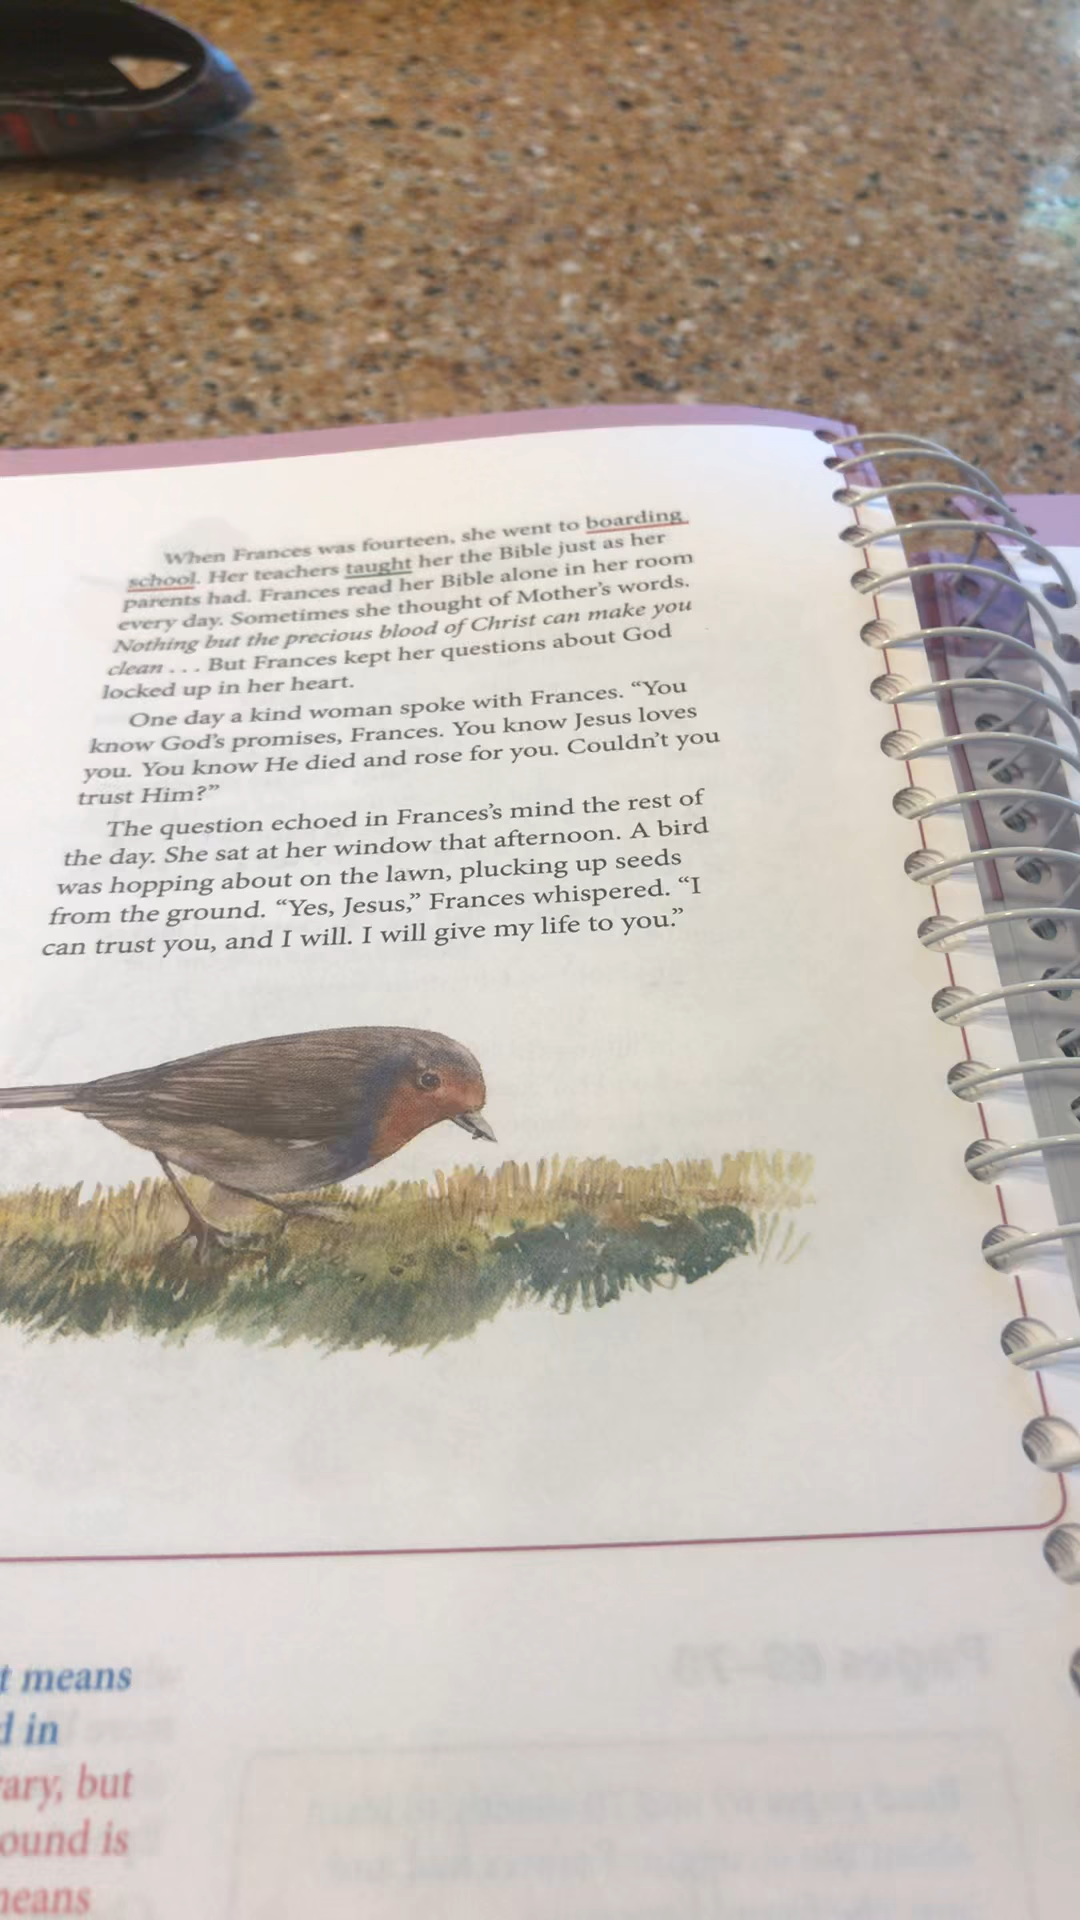 When Frances was fourteen, she went to boarding
school. Her teachers taught her the Bible just as her
parents had. Frances read her Bible alone in her room
every day. Sometimes she thought of Mother's words.
Nothing but the precious blood of Christ can make you
clean . . . But Frances kept her questions about God
locked up in her heart.
One day a kind woman spoke with Frances. “You
know God's promises, Frances. You know Jesus loves
you. You know He died and rose for you. Couldn't you
trust Him?”
The question echoed in Frances's mind the rest of
the day. She sat at her window that afternoon. A bird
was hopping about on the lawn, plucking up seeds
from the ground. “Yes, Jesus,” Frances whispered. “I
can trust you, and I will. I will give my life to you.”
t means
d in
rary, but
ound is
means